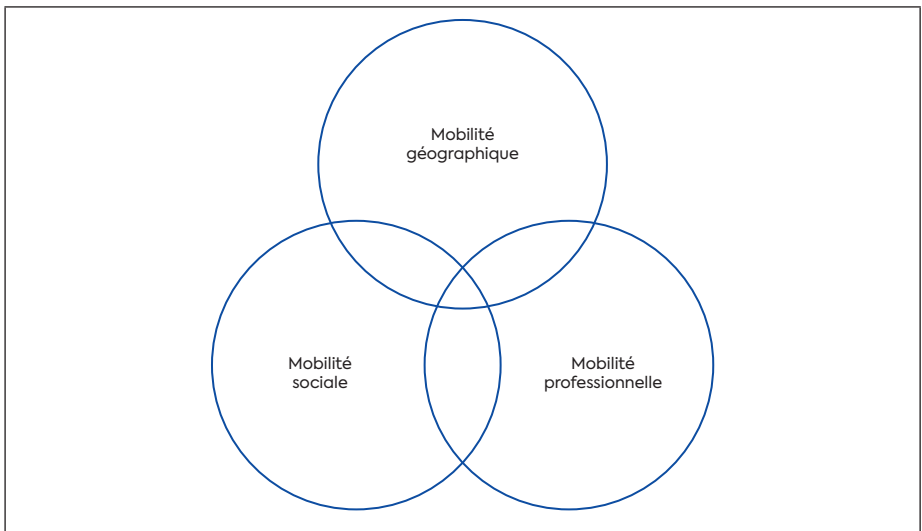 Mobilité
géographique
Mobilité
sociale
Mobilité
professionnelle